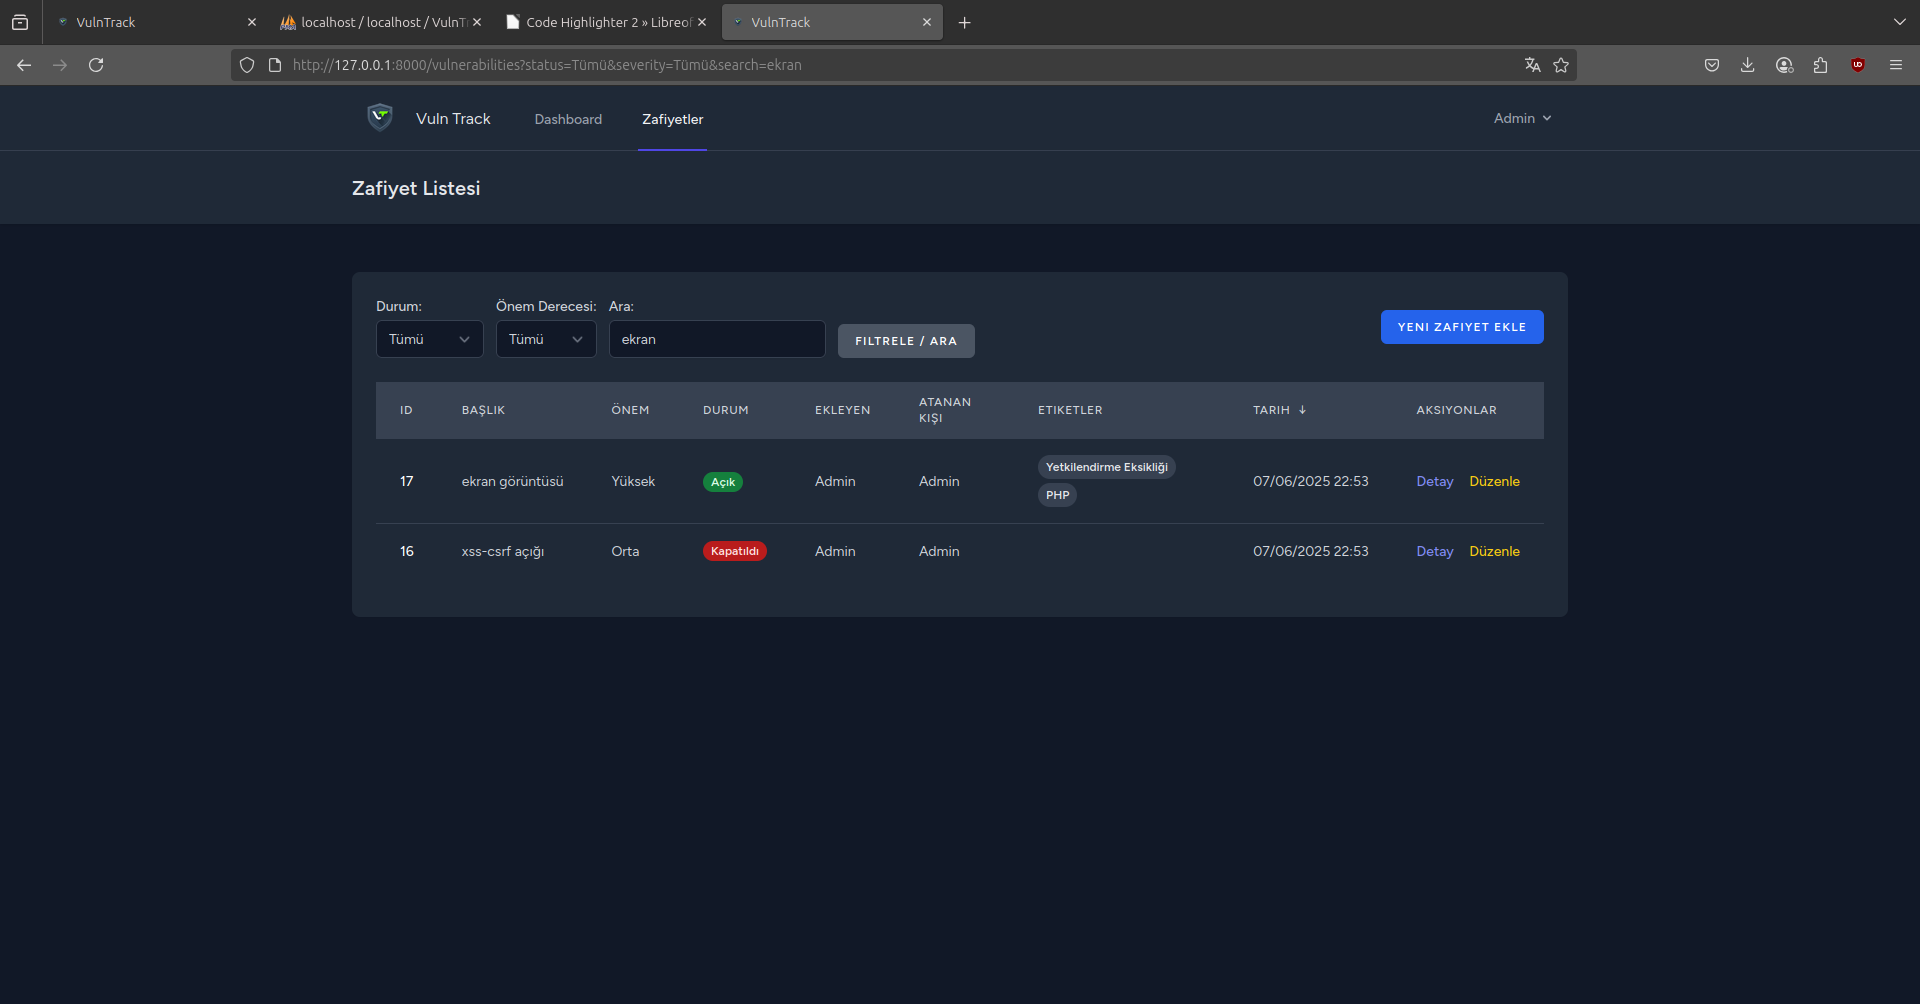 VulnTrack
localhost / localhost / VulnTr
Code Highlighter 2 » Libreof
VulnTrack
http://127.0.0.1:8000/vulnerabilities?status=Tümü&severity=Tümü&search=ekran
Vuln Track
Dashboard
Zafiyetler
Admin
Zafiyet Listesi
Durum: Önem Derecesi: Ara:
Tümü Tümü ekran FILTRELE / ARA YENI ZAFIYET EKLE
ID BAŞLIK ÖNEM DURUM EKLEYEN ATANAN KIŞI ETIKETLER TARIH ↓ AKSIYONLAR
17 ekran görüntüsü Yüksek Açık Admin Admin Yetkilendirme Eksikliği PHP 07/06/2025 22:53 Detay Düzenle
16 xss-csrf açığı Orta Kapatıldı Admin Admin 07/06/2025 22:53 Detay Düzenle